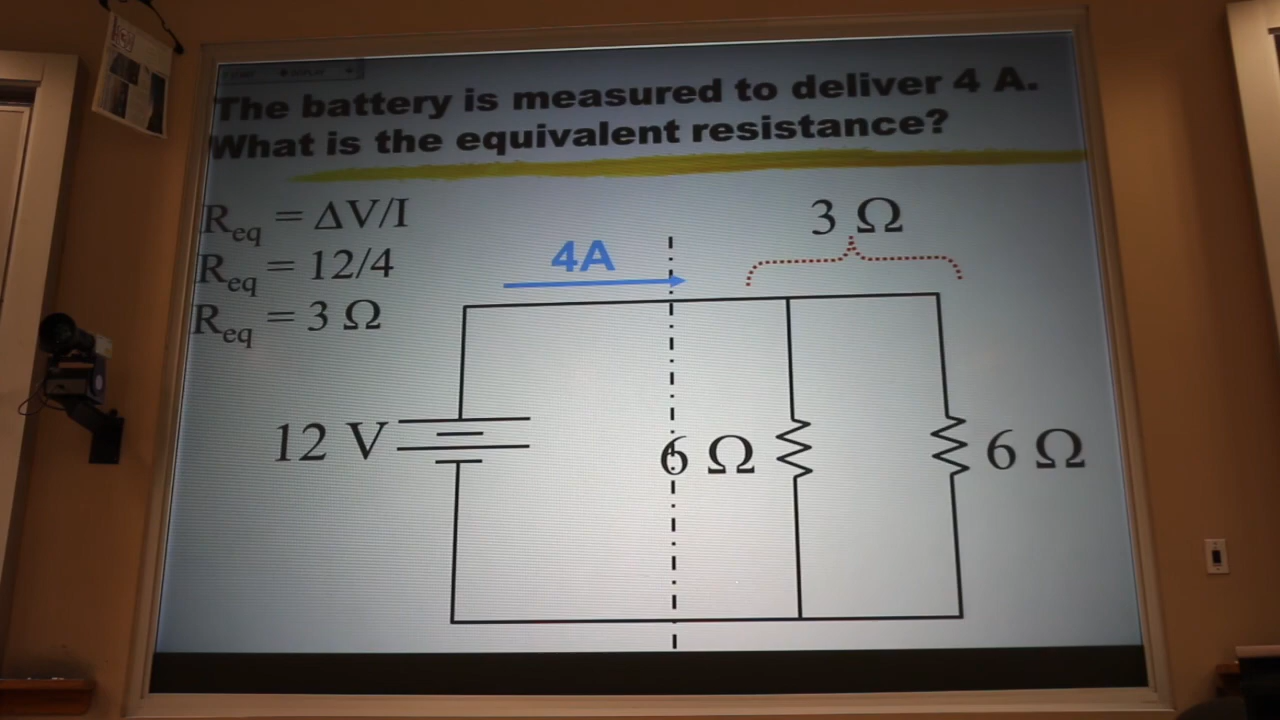 The battery is measured to deliver 4 A.
What is the equivalent resistance?
R_eq = ΔV/I
R_eq = 12/4
R_eq = 3 Ω
4A
3 Ω
12 V
6 Ω
6 Ω